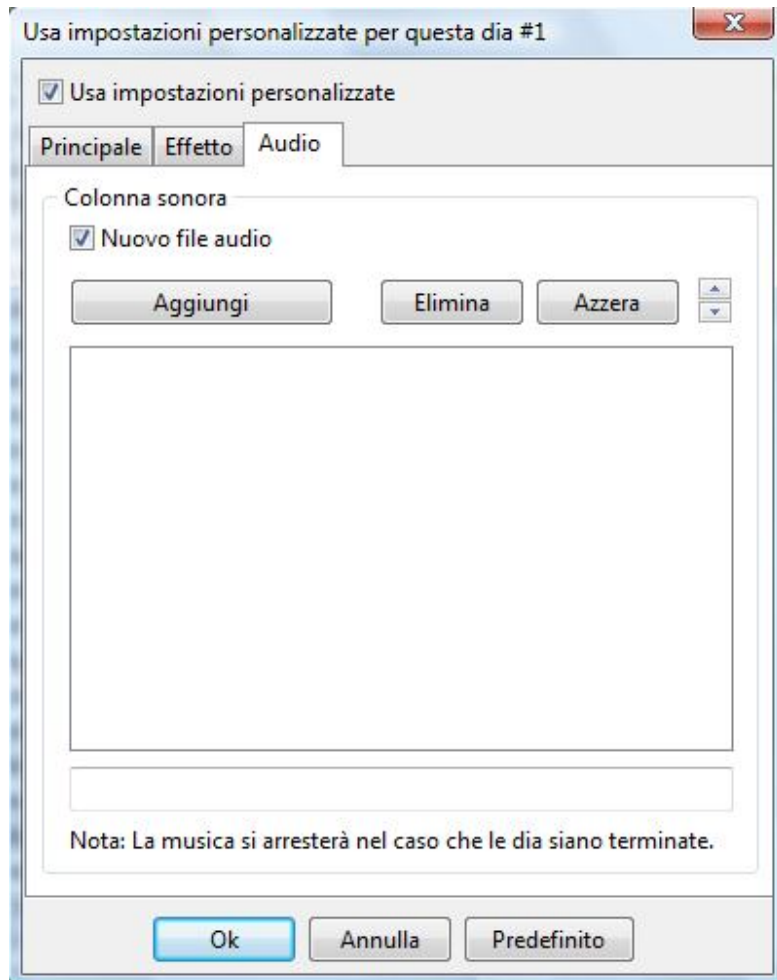 Usa impostazioni personalizzate per questa dia #1
Usa impostazioni personalizzate
Principale Effetto Audio
Colonna sonora
Nuovo file audio
Aggiungi Elimina Azzera
Nota: La musica si arresterà nel caso che le dia siano terminate.
Ok Annulla Predefinito